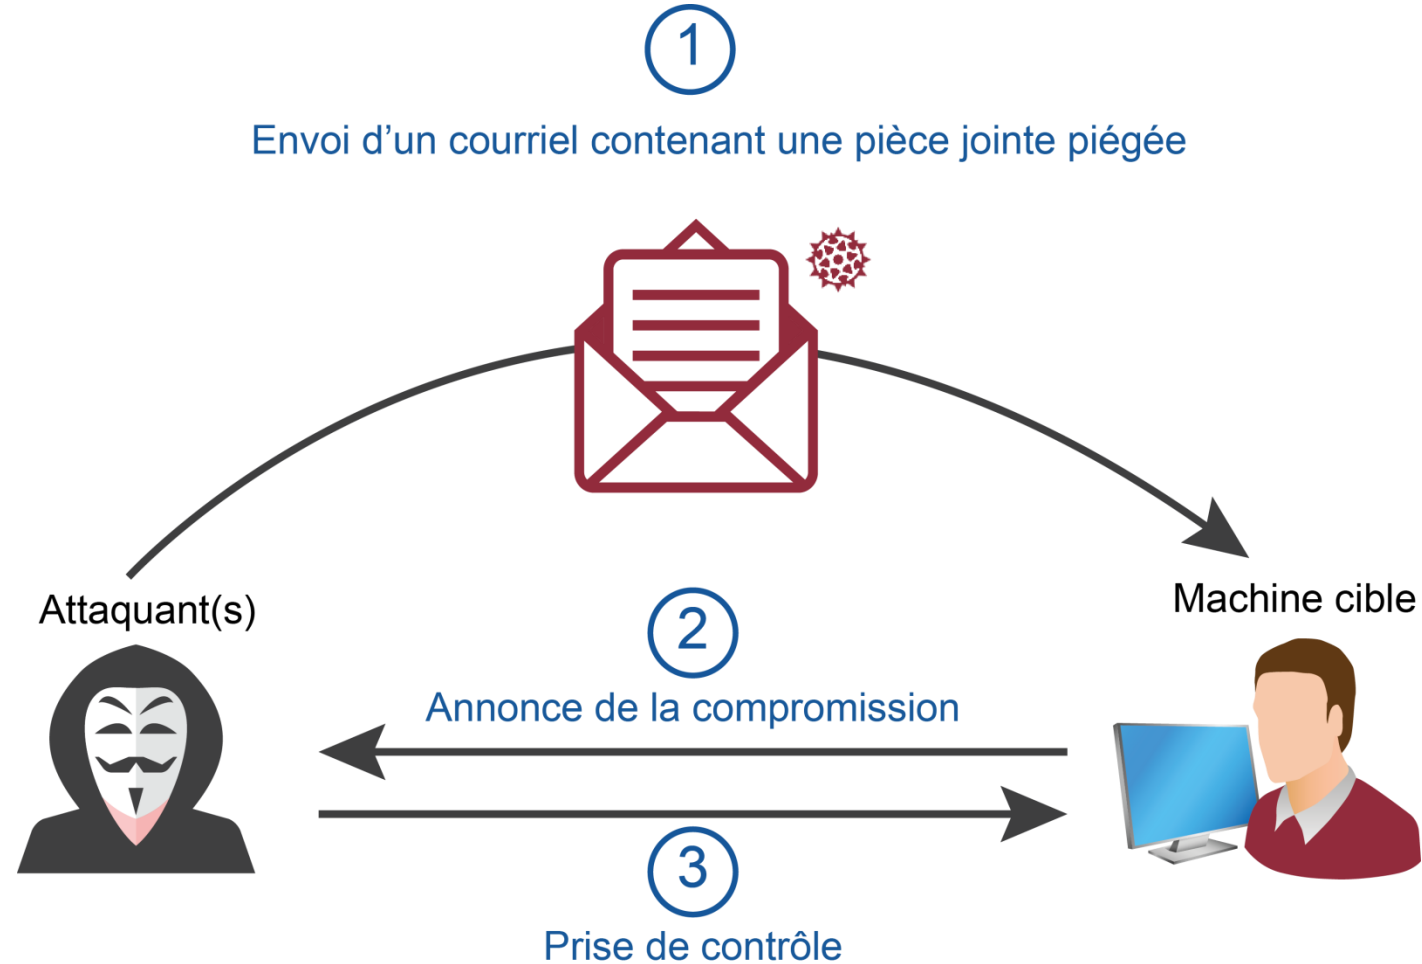 1
Envoi d’un courriel contenant une pièce jointe piégée
Attaquant(s)
Machine cible
2
Annonce de la compromission
3
Prise de contrôle